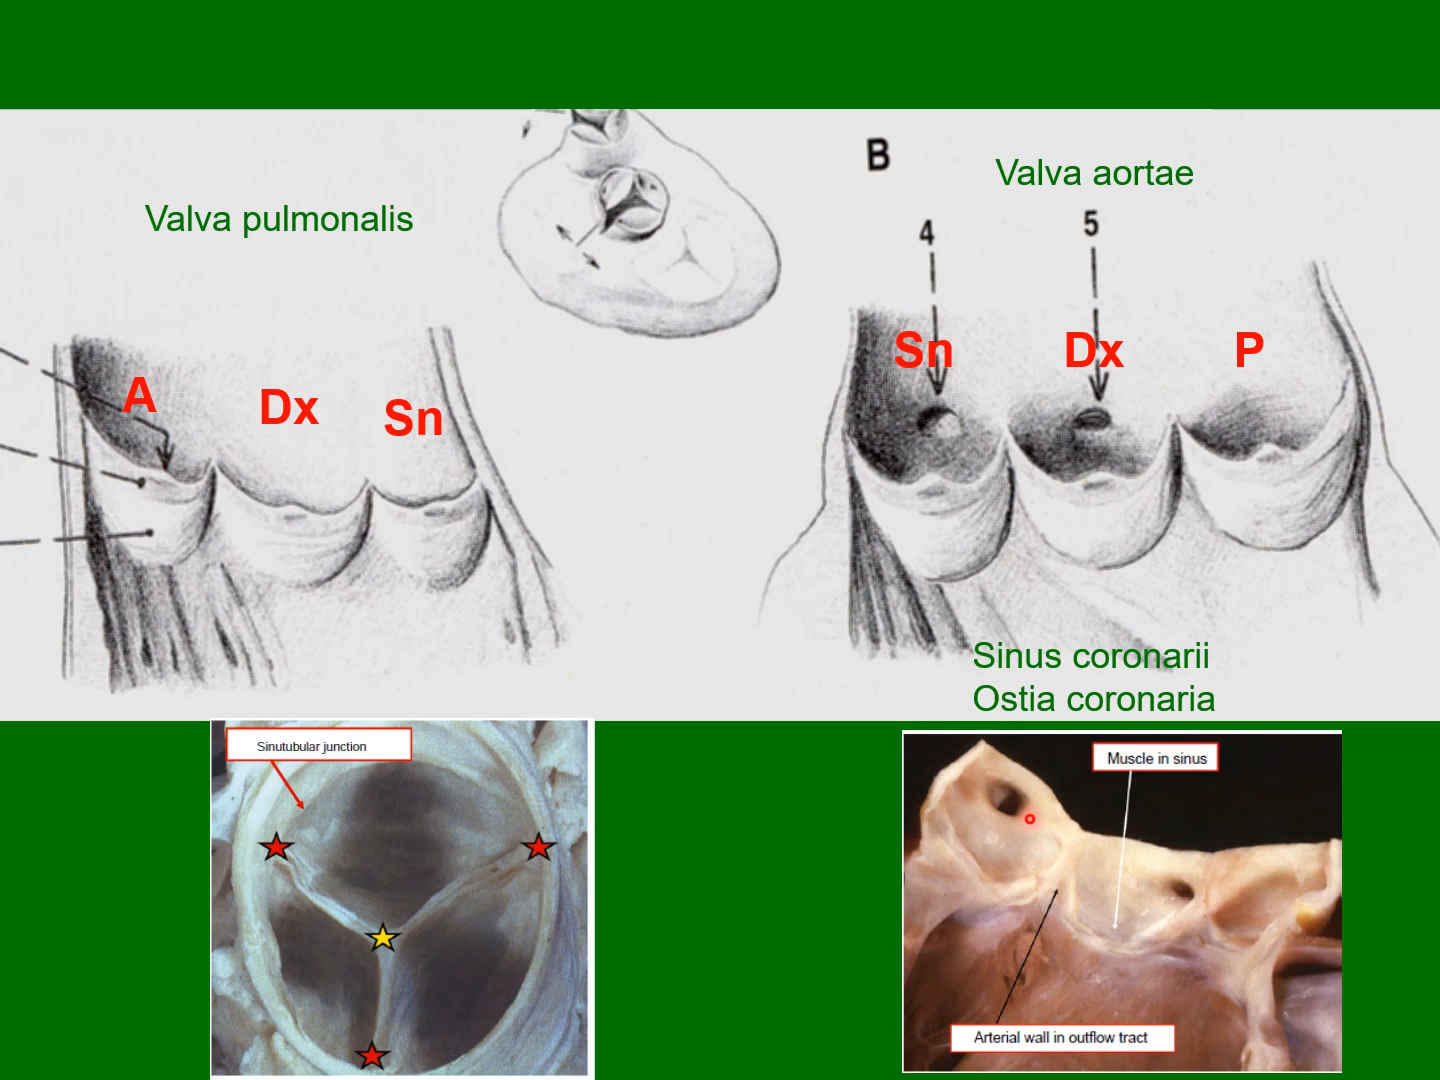 B
Valva aortae
Valva pulmonalis
4
5
A
Dx
Sn
Sn
Dx
P
Sinus coronarii
Ostia coronaria
Sinutubular junction
Muscle in sinus
Arterial wall in outflow tract